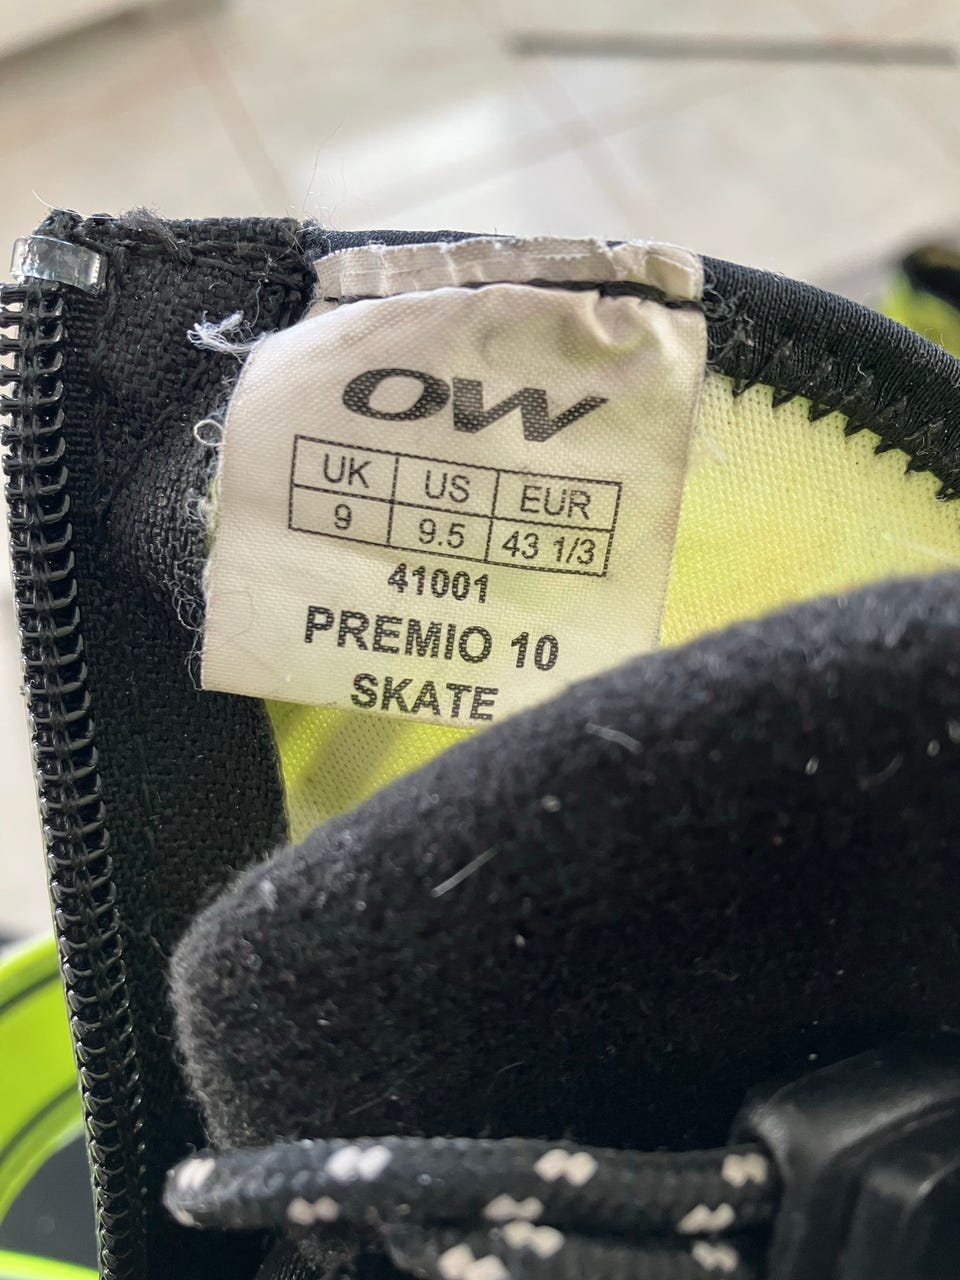 OW
UK US EUR
9 9.5 43 1/3
41001
PREMIO 10
SKATE